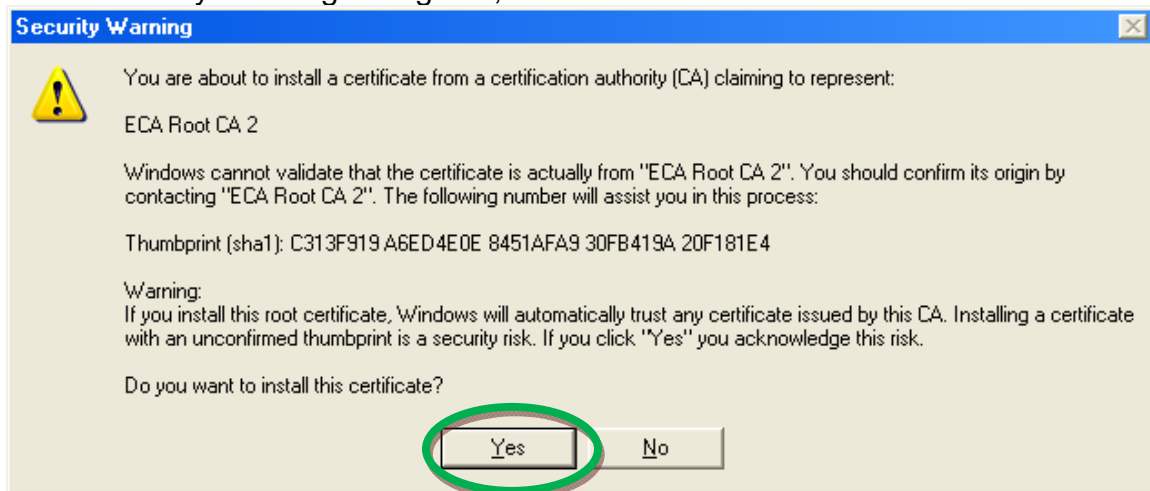 Security Warning
You are about to install a certificate from a certification authority (CA) claiming to represent:
ECA Root CA 2
Windows cannot validate that the certificate is actually from "ECA Root CA 2". You should confirm its origin by
contacting "ECA Root CA 2". The following number will assist you in this process:
Thumbprint (sha1): C313F919 A6ED4E0E 8451AFA9 30FB419A 20F181E4
Warning:
If you install this root certificate, Windows will automatically trust any certificate issued by this CA. Installing a certificate
with an unconfirmed thumbprint is a security risk. If you click "Yes" you acknowledge this risk.
Do you want to install this certificate?
Yes No